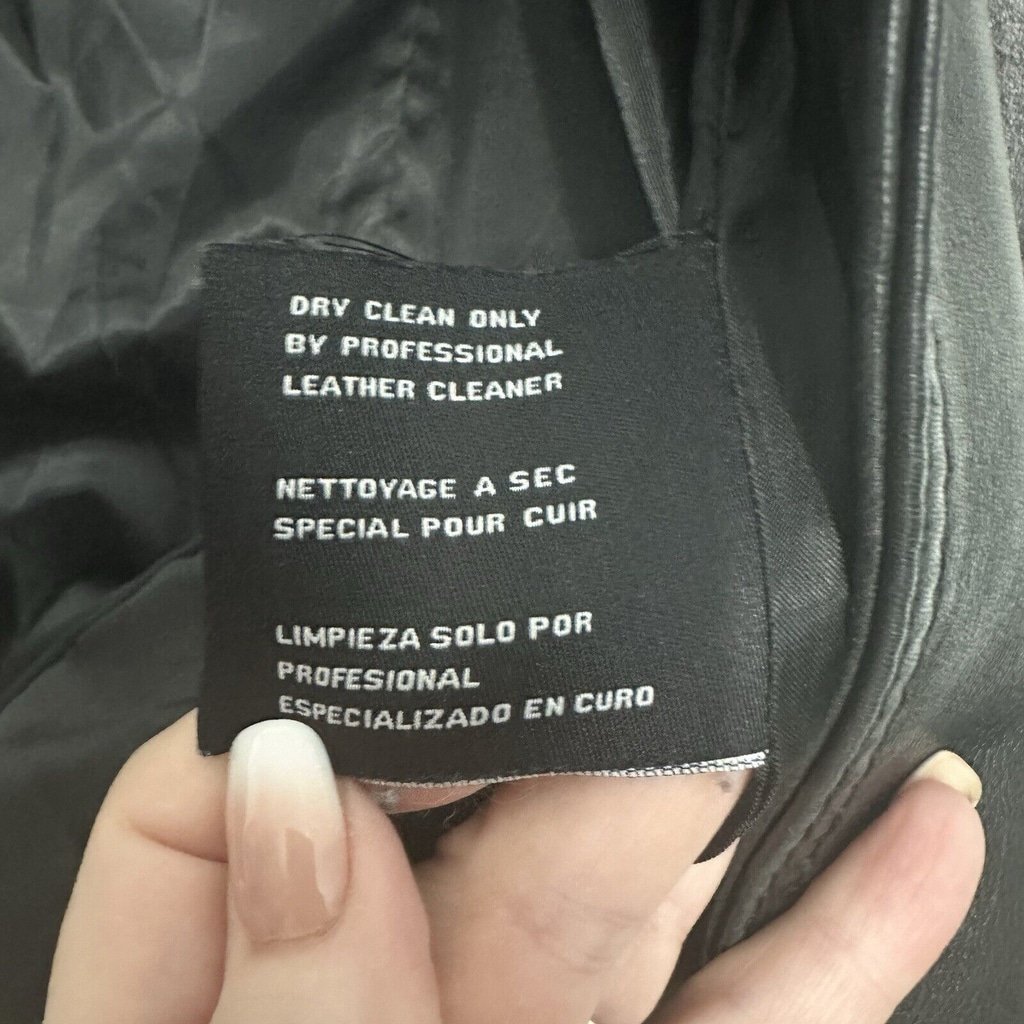 DRY CLEAN ONLY
BY PROFESSIONAL
LEATHER CLEANER
NETTOYAGE A SEC
SPECIAL POUR CUIR
LIMPIEZA SOLO POR
PROFESIONAL
ESPECIALIZADO EN CURO